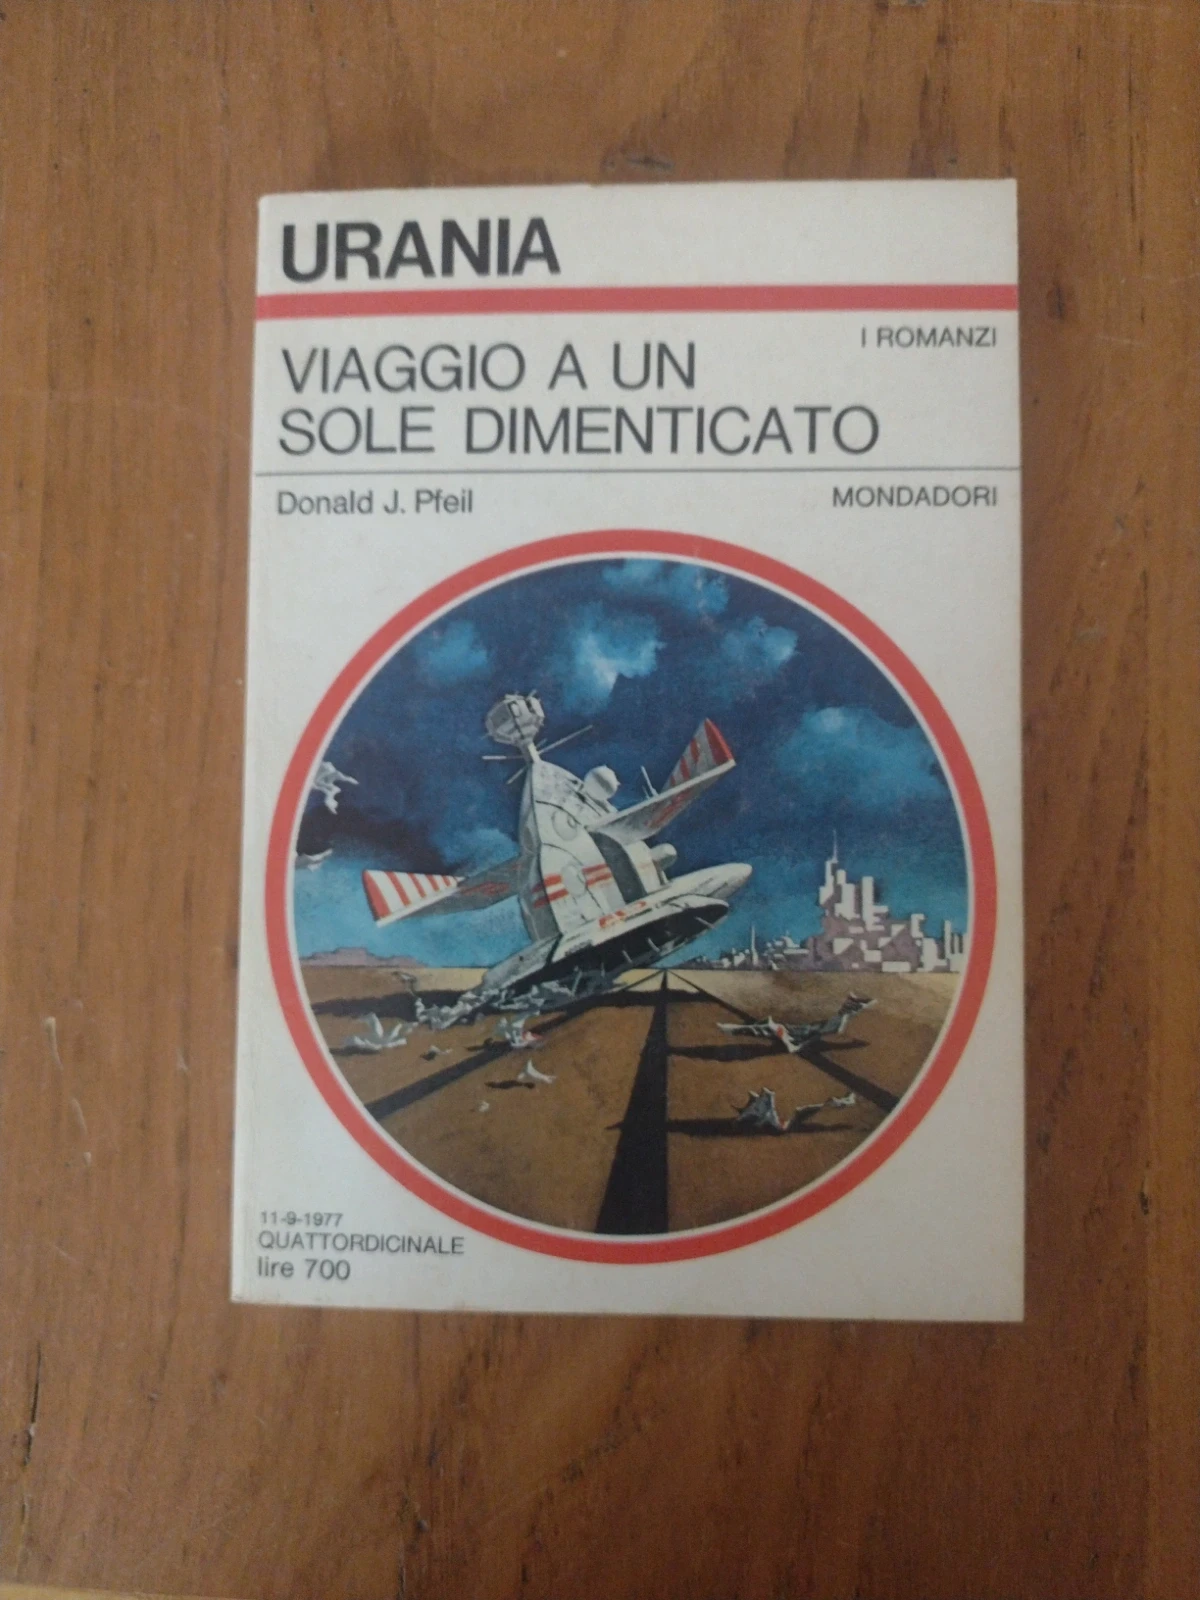 URANIA
I ROMANZI
VIAGGIO A UN
SOLE DIMENTICATO
Donald J. Pfeil
MONDADORI
11-9-1977
QUATTORDICINALE
lire 700